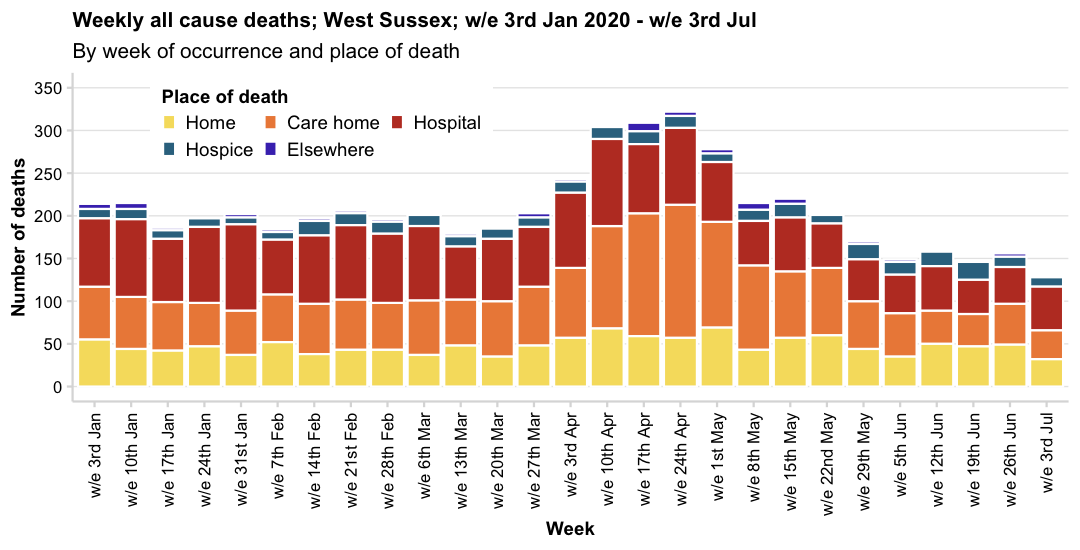 Weekly all cause deaths; West Sussex; w/e 3rd Jan 2020 - w/e 3rd Jul
By week of occurrence and place of death
Place of death
Home Care home Hospital
Hospice Elsewhere
Number of deaths
350
300
250
200
150
100
50
0
w/e 3rd Jan
w/e 10th Jan
w/e 17th Jan
w/e 24th Jan
w/e 31st Jan
w/e 7th Feb
w/e 14th Feb
w/e 21st Feb
w/e 28th Feb
w/e 6th Mar
w/e 13th Mar
w/e 20th Mar
w/e 27th Mar
w/e 3rd Apr
w/e 10th Apr
w/e 17th Apr
w/e 24th Apr
w/e 1st May
w/e 8th May
w/e 15th May
w/e 22nd May
w/e 29th May
w/e 5th Jun
w/e 12th Jun
w/e 19th Jun
w/e 26th Jun
w/e 3rd Jul
Week